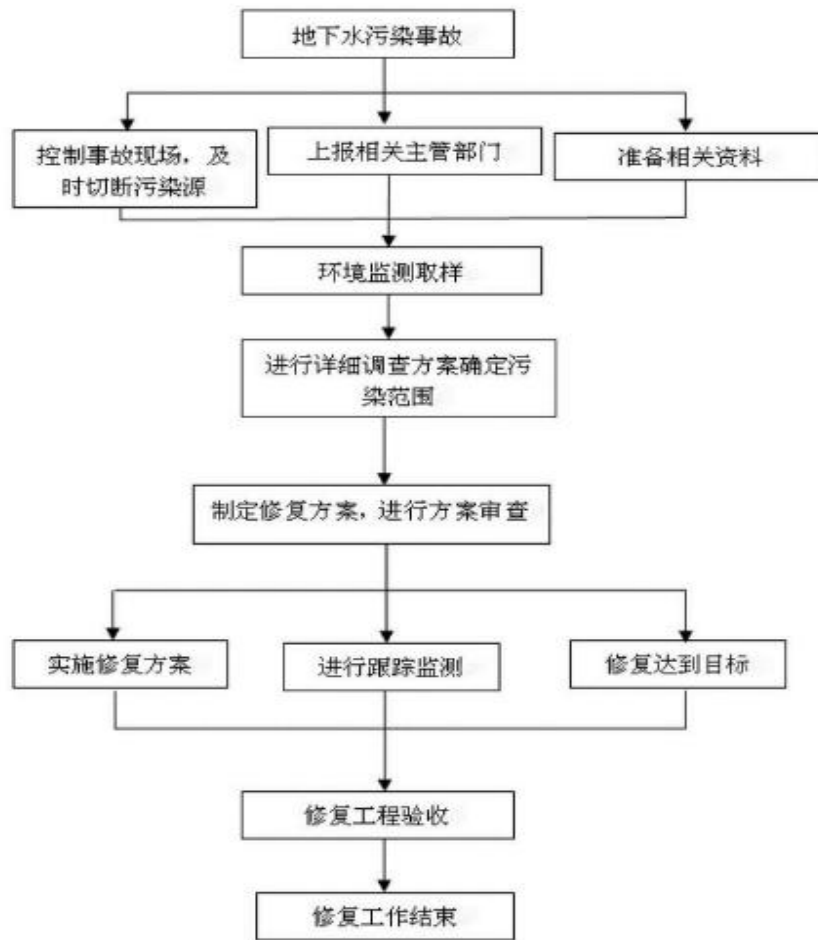 地下水污染事故
控制事故现场，及
时切断污染源
上报相关主管部门
准备相关资料
环境监测取样
进行详细调查方案确定污
染范围
制定修复方案，进行方案审查
实施修复方案
进行跟踪监测
修复达到目标
修复工程验收
修复工作结束